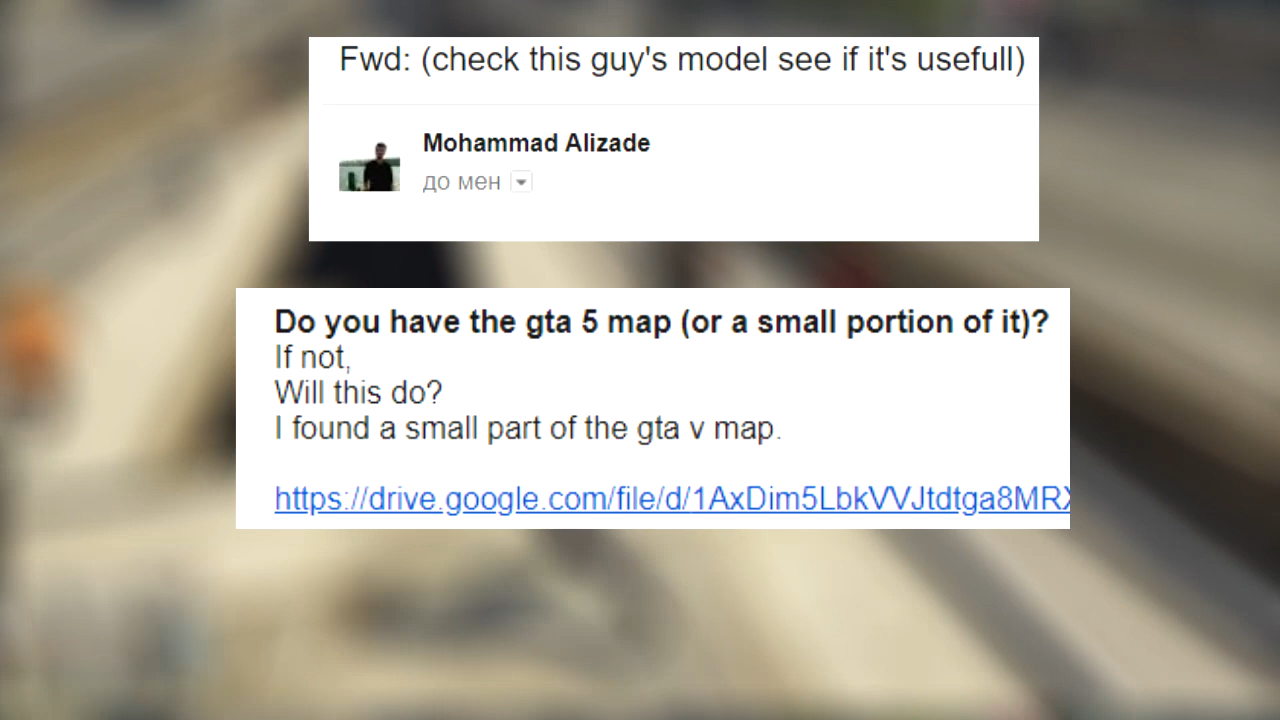 Fwd: (check this guy's model see if it's usefull)
Mohammad Alizade
до мен
Do you have the gta 5 map (or a small portion of it)?
If not,
Will this do?
I found a small part of the gta v map.
https://drive.google.com/file/d/1AxDim5LbkVVJtdtga8MRX